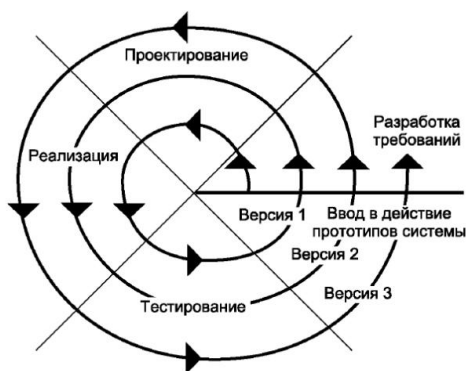 Проектирование
Разработка
требований
Реализация
Версия 1
Ввод в действие
прототипов системы
Версия 2
Тестирование
Версия 3